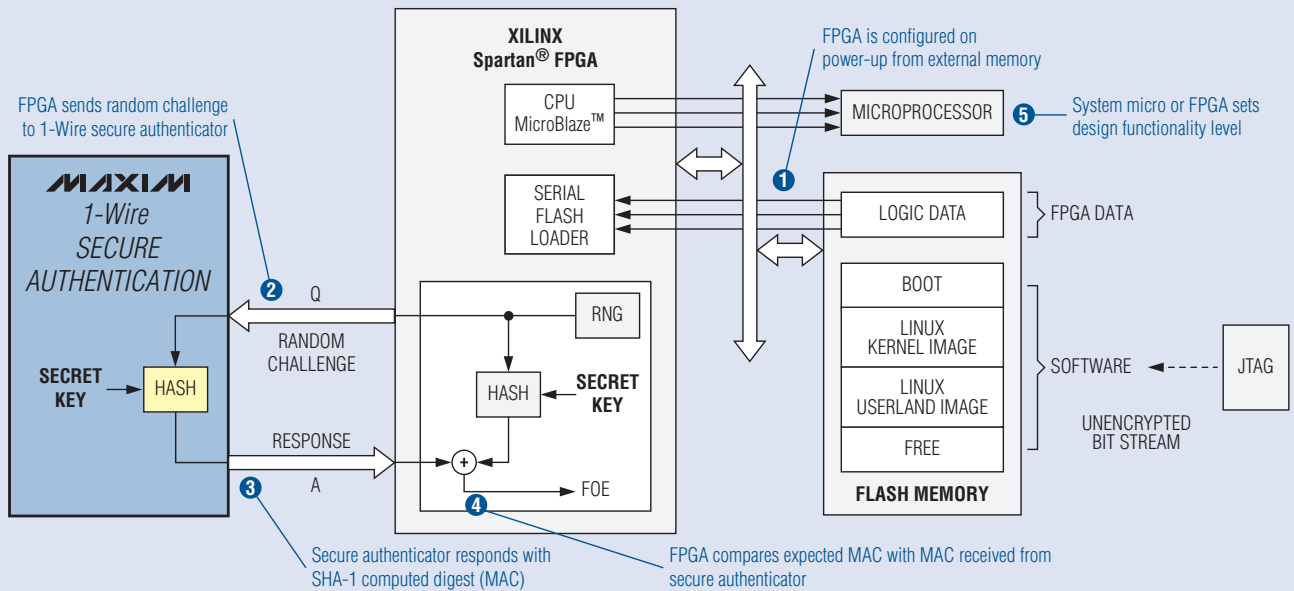 XILINX
Spartan® FPGA
FPGA is configured on
power-up from external memory
CPU
MicroBlaze™
MICROPROCESSOR
5
System micro or FPGA sets
design functionality level
FPGA sends random challenge
to 1-Wire secure authenticator
1
MAXIM
1-Wire
SECURE
AUTHENTICATION
SERIAL
FLASH
LOADER
LOGIC DATA
FPGA DATA
2
Q
RANDOM
CHALLENGE
RNG
BOOT
LINUX
KERNEL IMAGE
LINUX
USERLAND IMAGE
FREE
FLASH MEMORY
SOFTWARE
JTAG
UNENCRYPTED
BIT STREAM
SECRET
KEY
HASH
HASH
SECRET
KEY
RESPONSE
A
+
FOE
3
4
Secure authenticator responds with
SHA-1 computed digest (MAC)
FPGA compares expected MAC with MAC received from
secure authenticator